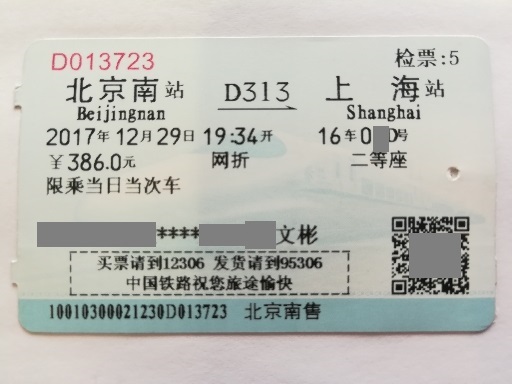 D013723 检票:5
北京南站 D313 上海站
Beijingnan Shanghai
2017年12月29日19:34开 16车0 0号
￥386.0元 网折 二等座
限乘当日当次车
**** 文彬
买票请到12306 发货请到95306
中国铁路祝您旅途愉快
10010300021230D013723 北京南售